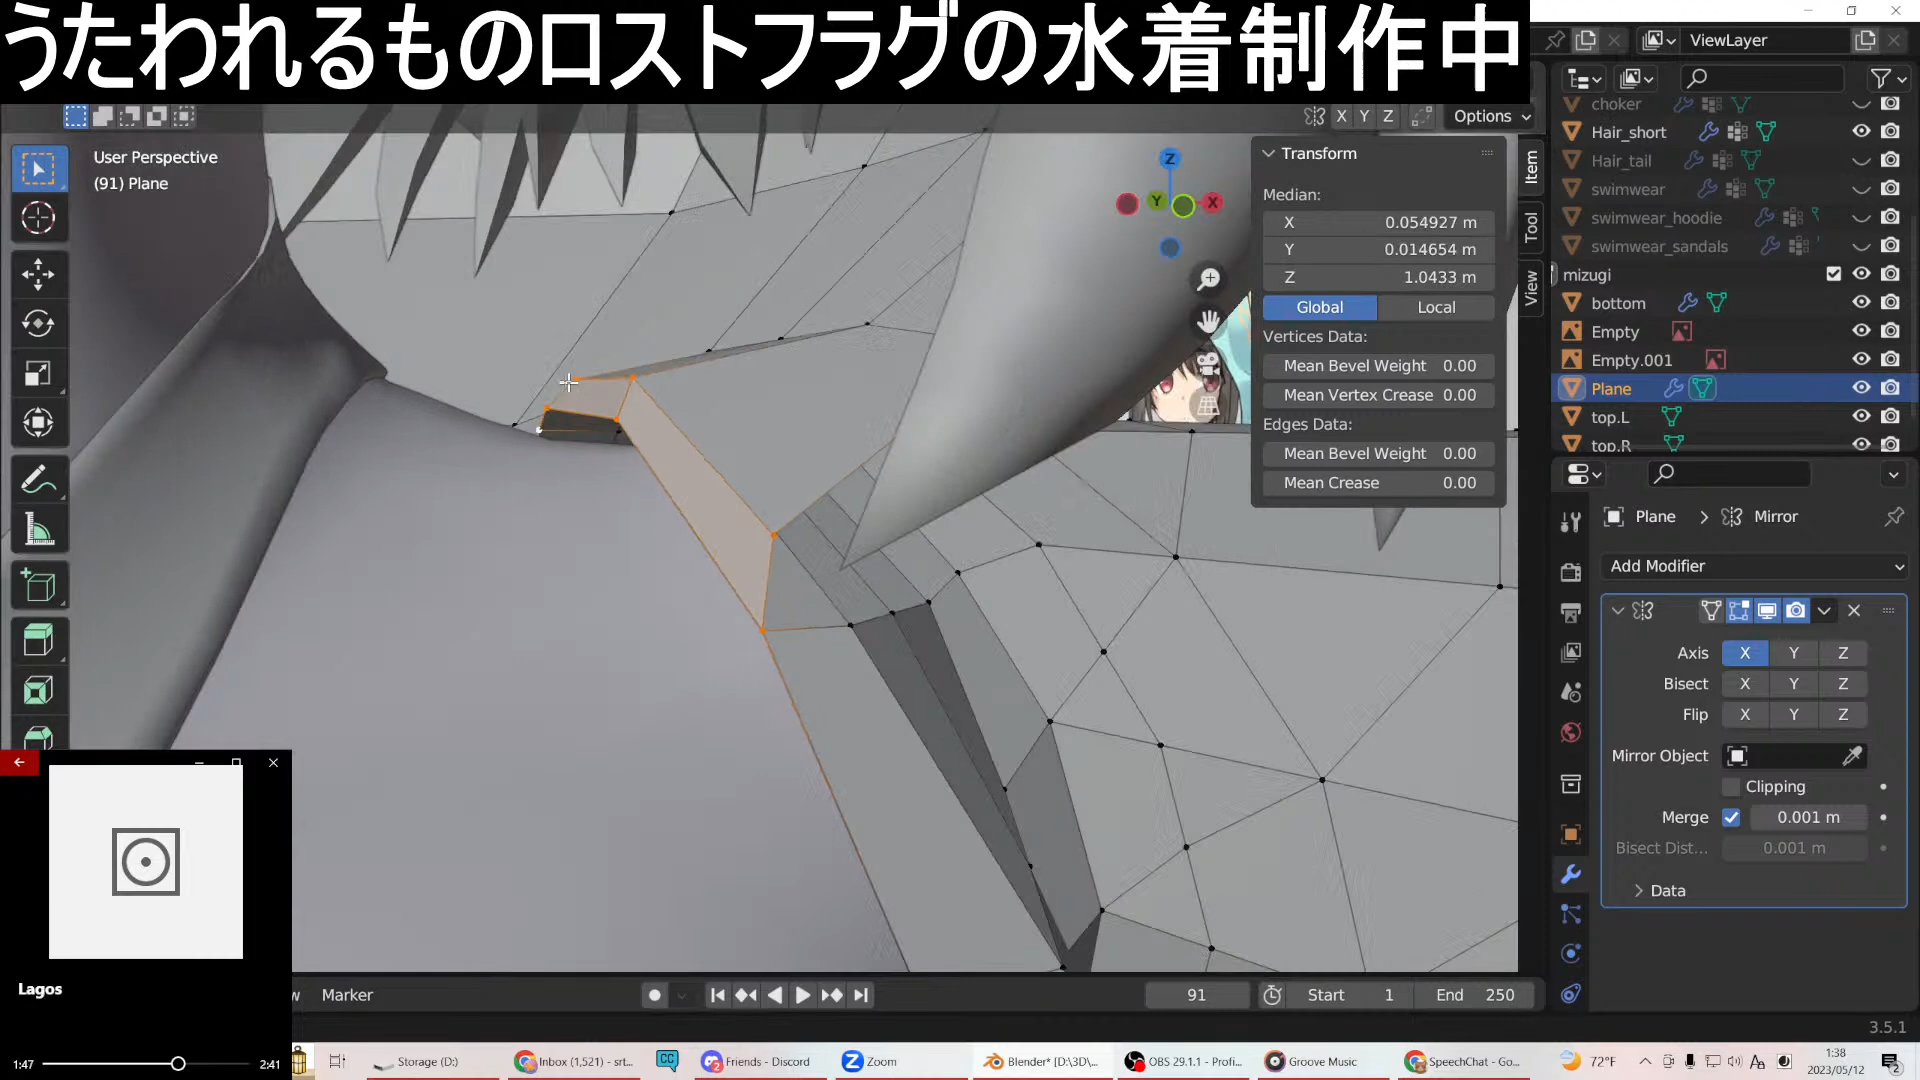 うたわれるものロストフラグの水着制作中
ViewLayer
X Y Z
Options
User Perspective
(91) Plane
Transform
Median:
X 0.054927 m
Y 0.014654 m
Z 1.0433 m
Global Local
Vertices Data:
Mean Bevel Weight 0.00
Mean Vertex Crease 0.00
Edges Data:
Mean Bevel Weight 0.00
Mean Crease 0.00
Z
Y
X
Item
Tool
View
choker
Hair_short
Hair_tail
swimwear
swimwear_hoodie
swimwear_sandals
mizugi
bottom
Empty
Empty.001
Plane
top.L
top.R
Plane Mirror
Add Modifier
Axis X Y Z
Bisect X Y Z
Flip X Y Z
Mirror Object
Clipping
Merge 0.001 m
Bisect Dist... 0.001 m
Data
Lagos
1:47 2:41
Marker
91 Start 1 End 250
3.5.1
Storage (D:)
Inbox (1,521) - srt...
CC
Friends - Discord
Zoom
Blender* [D:\3D\...
OBS 29.1.1 - Profi...
Groove Music
SpeechChat - Go...
72°F
1:38
2023/05/12
2